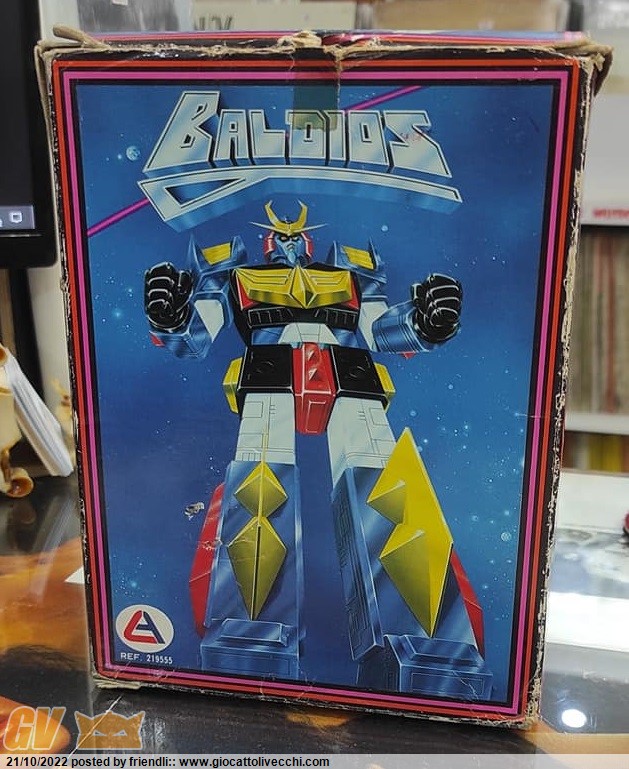 BALDIOS
REF. 219555
GV
21/10/2022 posted by friendli:: www.giocattolivecchi.com